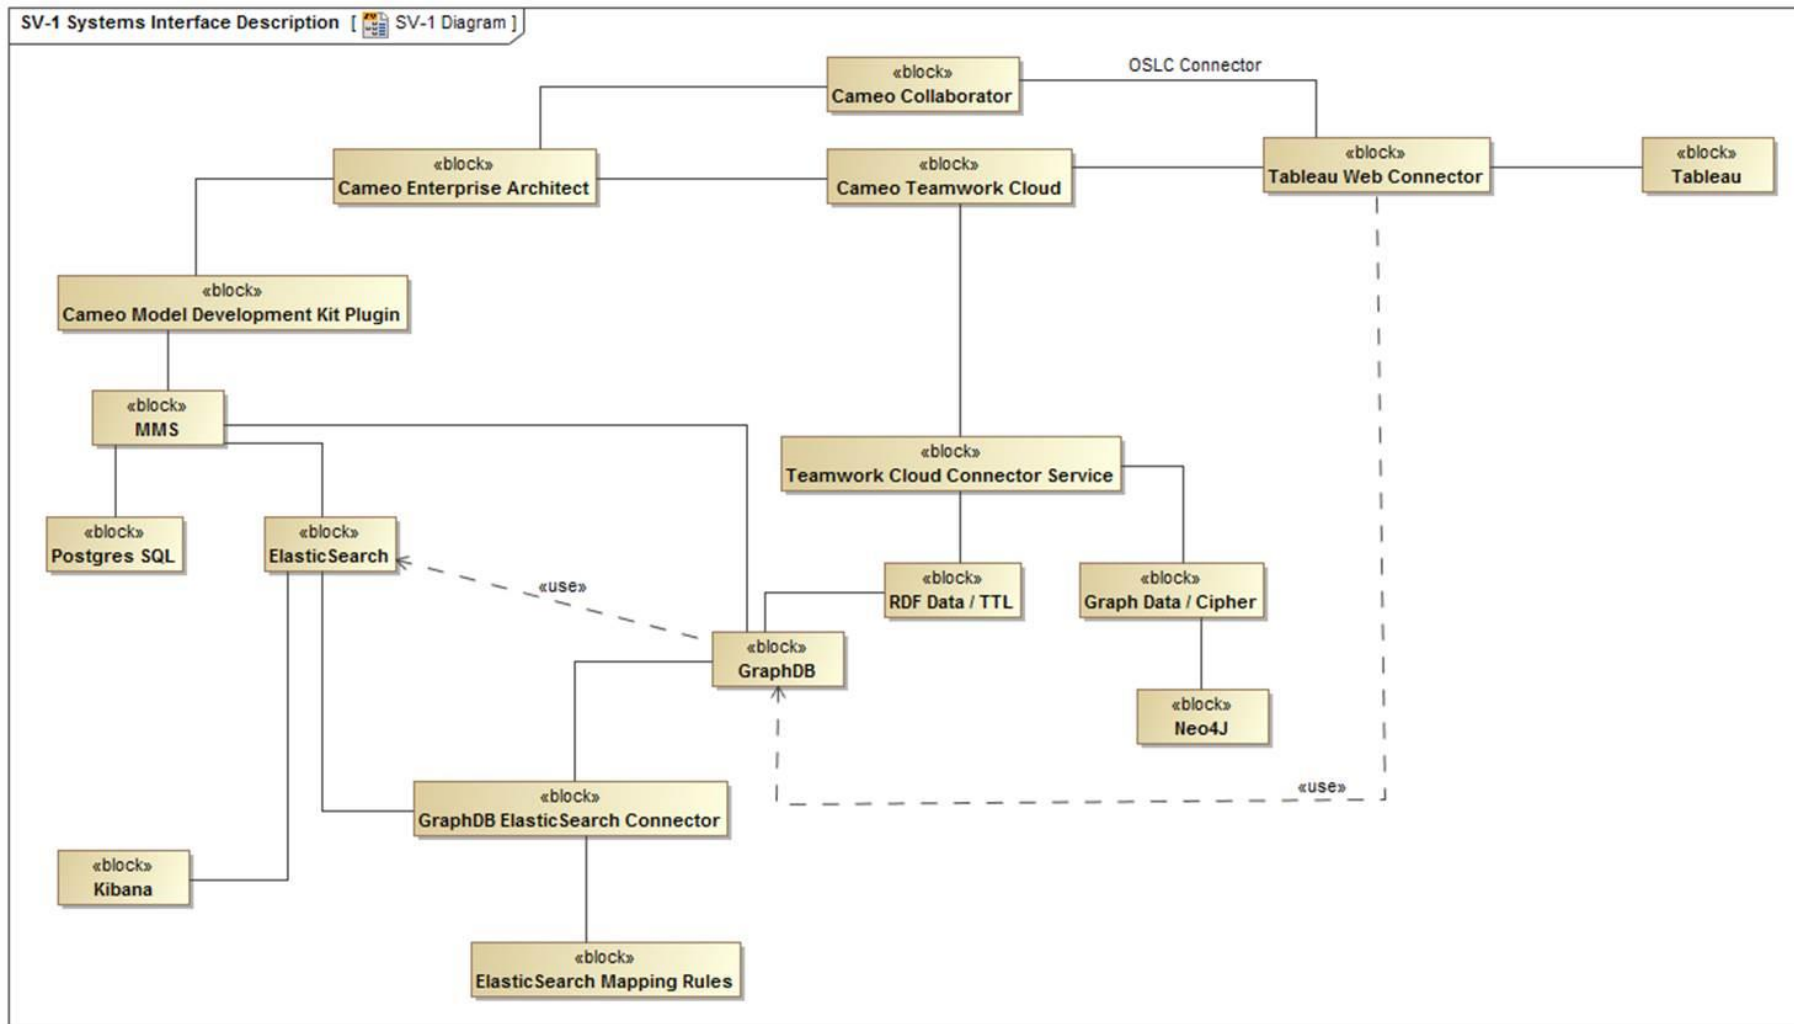 SV-1 Systems Interface Description [ SV-1 Diagram ]
«block»
Cameo Collaborator
OSLC Connector
«block»
Cameo Enterprise Architect
«block»
Cameo Teamwork Cloud
«block»
Tableau Web Connector
«block»
Tableau
«block»
Cameo Model Development Kit Plugin
«block»
MMS
«block»
Teamwork Cloud Connector Service
«block»
Postgres SQL
«block»
ElasticSearch
«use»
«block»
RDF Data / TTL
«block»
Graph Data / Cipher
«block»
GraphDB
«block»
Neo4J
«use»
«block»
GraphDB ElasticSearch Connector
«block»
Kibana
«block»
ElasticSearch Mapping Rules